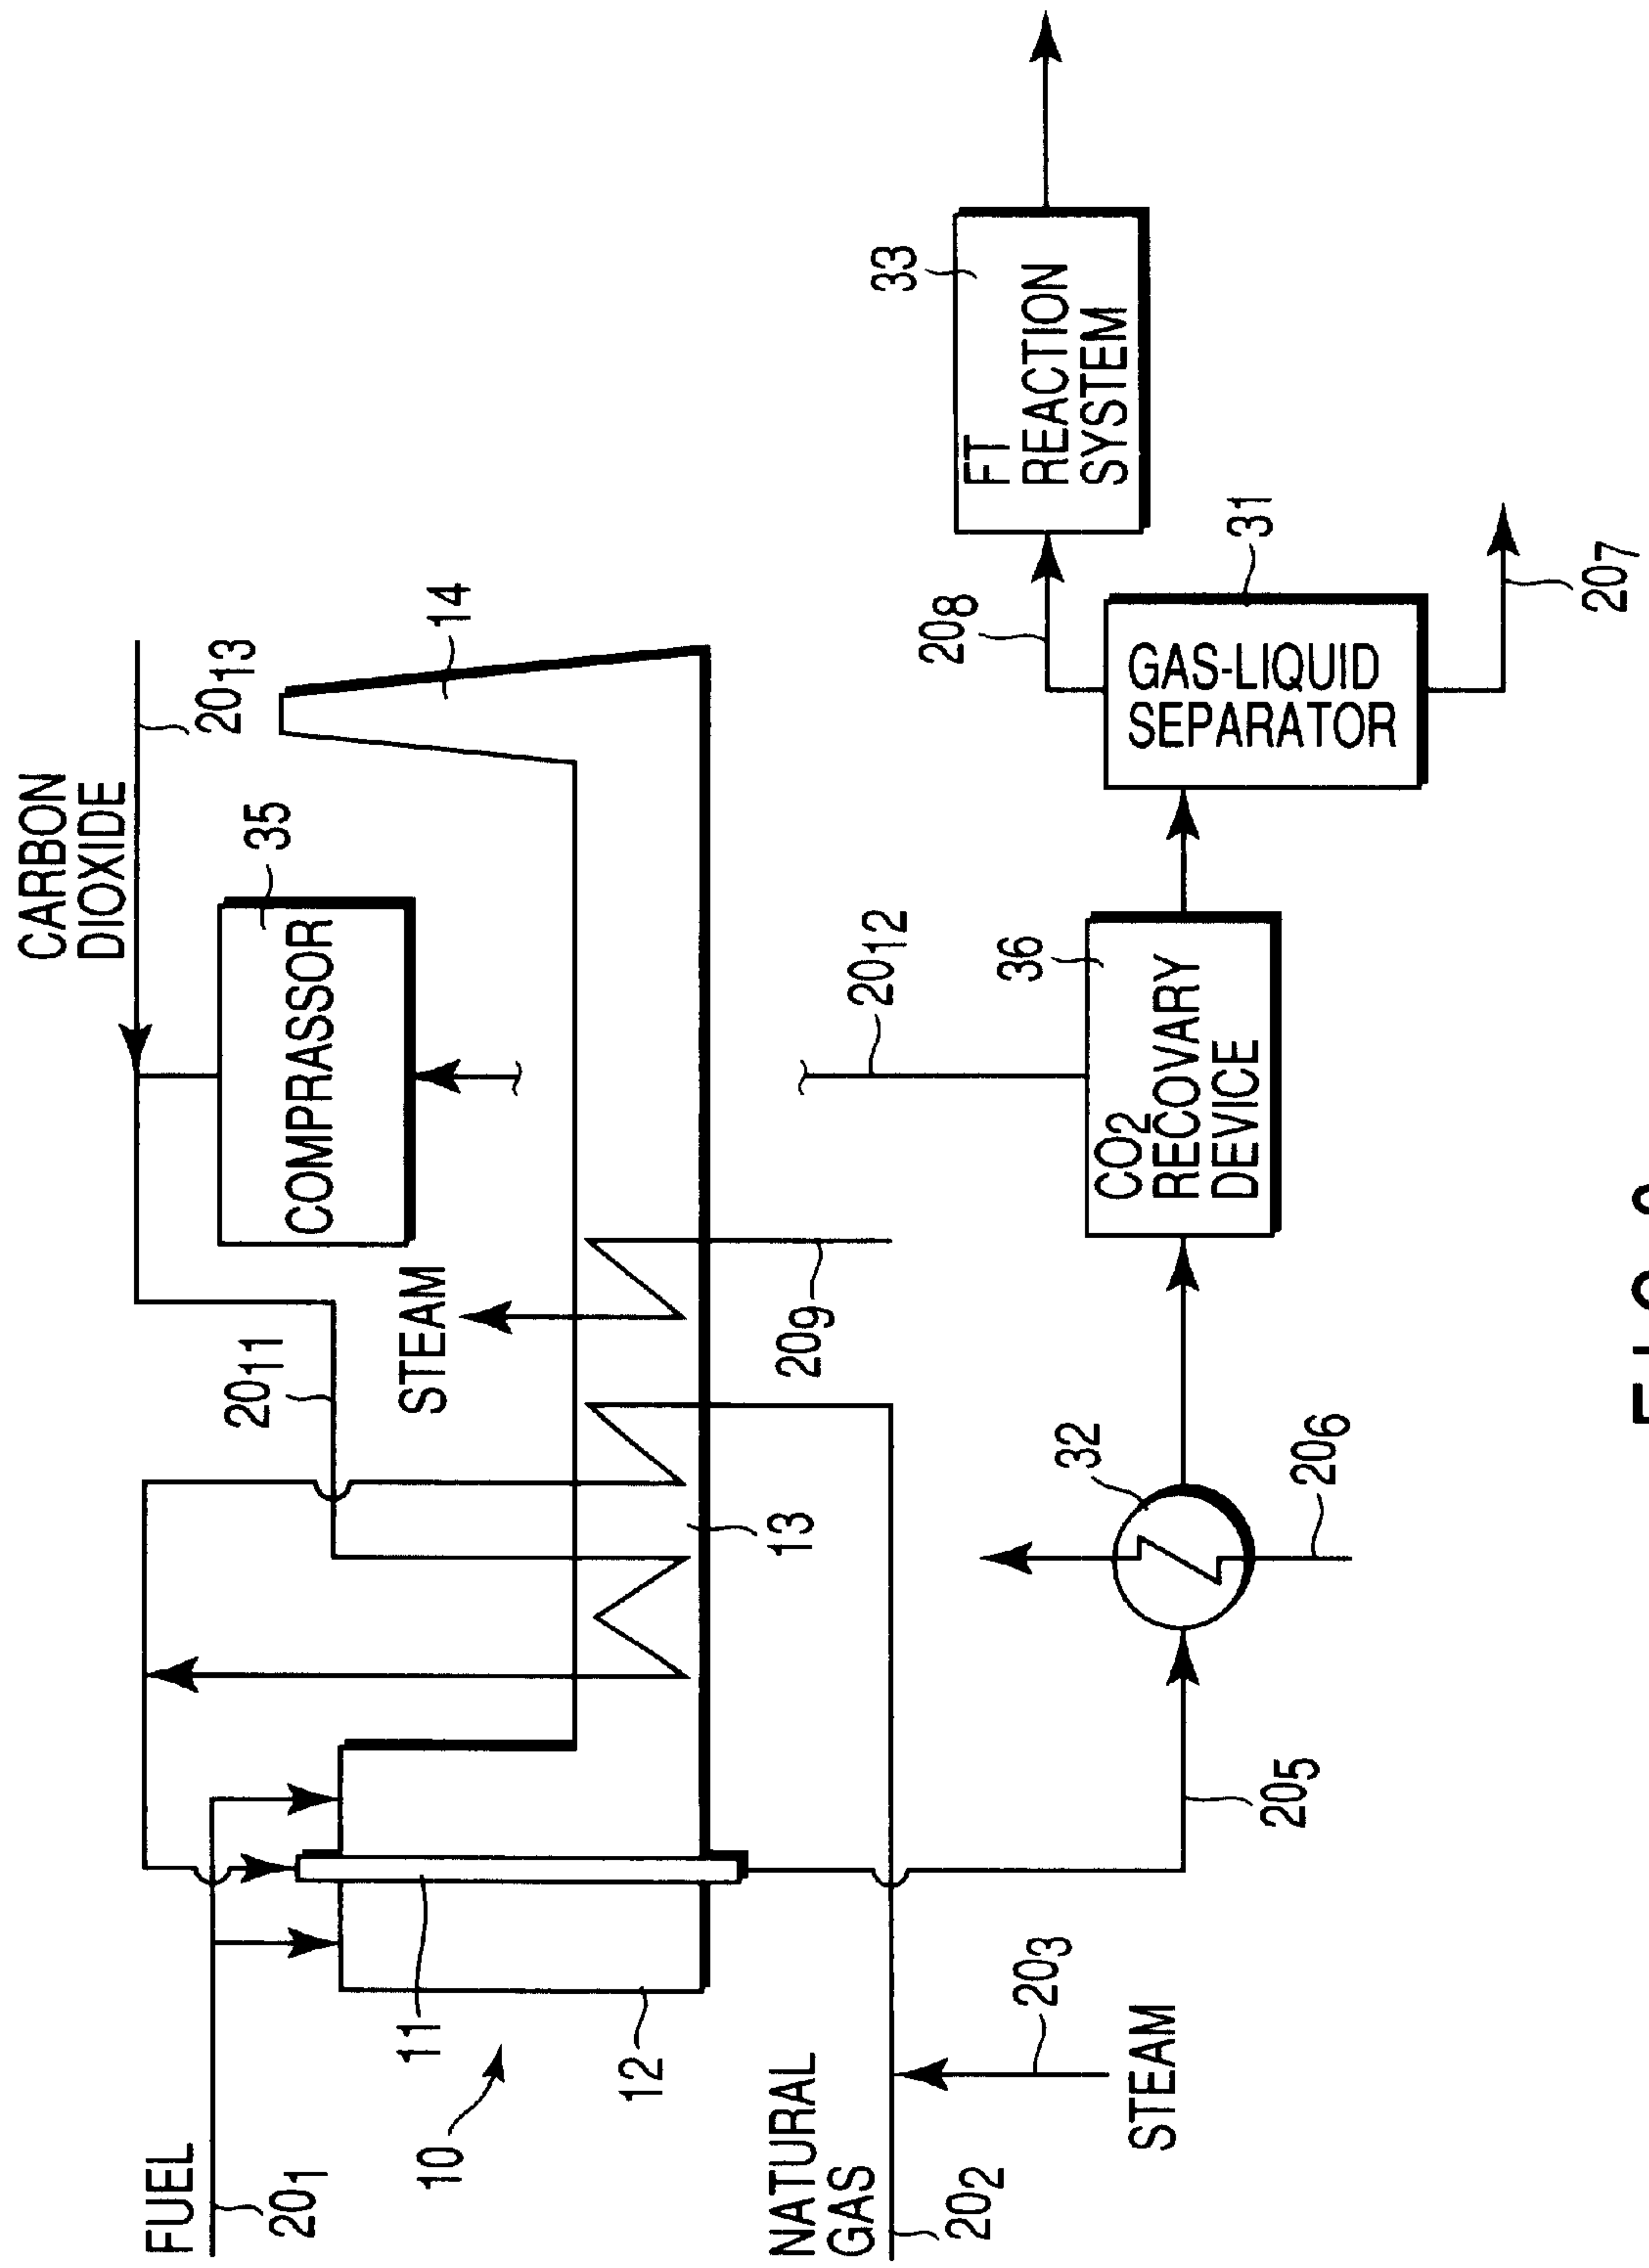 FUEL
20₁
10
11
12
NATURAL
GAS
20₂
STEAM
20₃
20₁₁
CARBON
DIOXIDE
20₁₃
COMPRASSOR
35
14
STEAM
20₉
13
20₅
32
20₆
20₁₂
36
CO₂
RECOVARY
DEVICE
GAS-LIQUID
SEPARATOR
31
20₇
20₈
33
FT
REACTION
SYSTEM